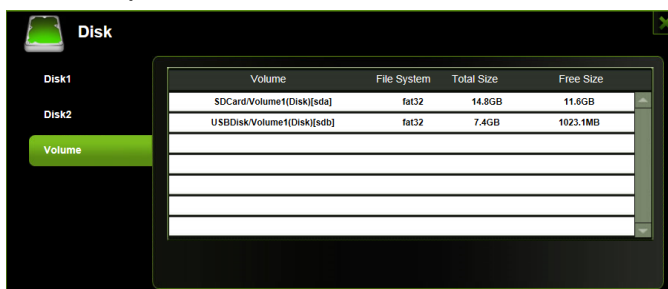 Disk
Disk1
Disk2
Volume
Volume File System Total Size Free Size
SDCard/Volume1(Disk)[sda] fat32 14.8GB 11.6GB
USBDisk/Volume1(Disk)[sdb] fat32 7.4GB 1023.1MB